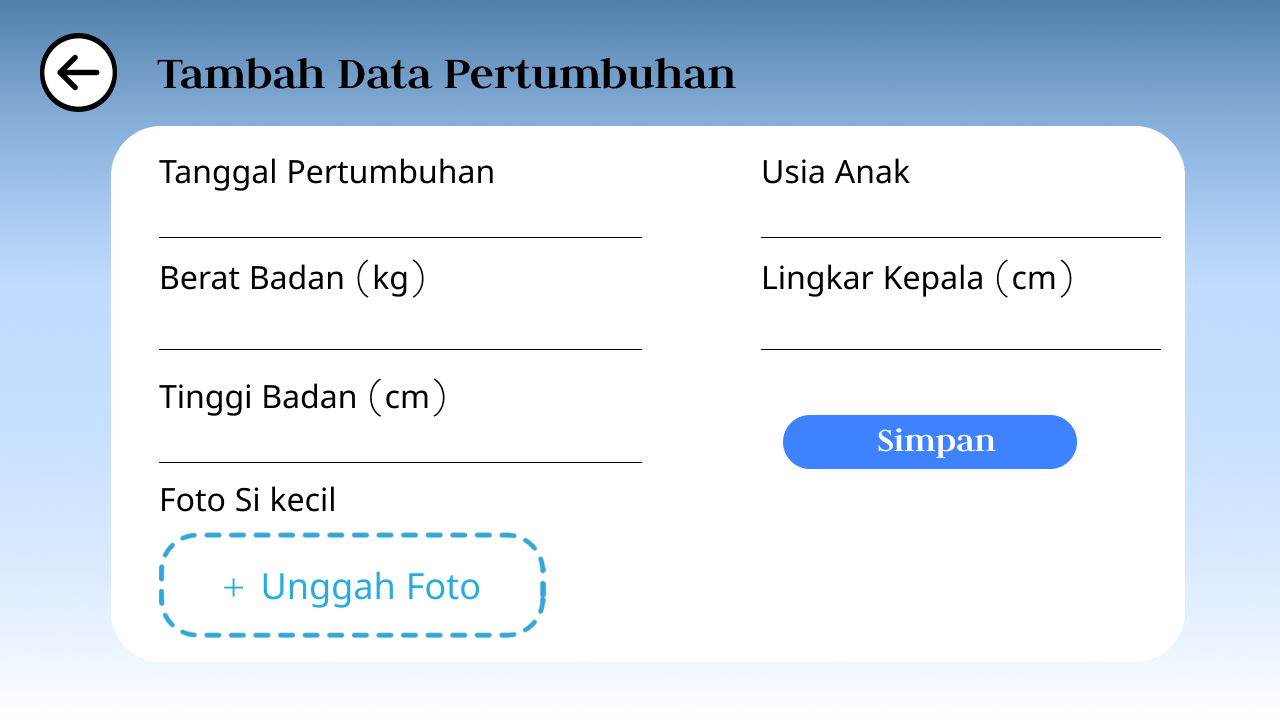 Tambah Data Pertumbuhan
Tanggal Pertumbuhan
Usia Anak
Berat Badan (kg)
Lingkar Kepala (cm)
Tinggi Badan (cm)
Simpan
Foto Si kecil
+ Unggah Foto